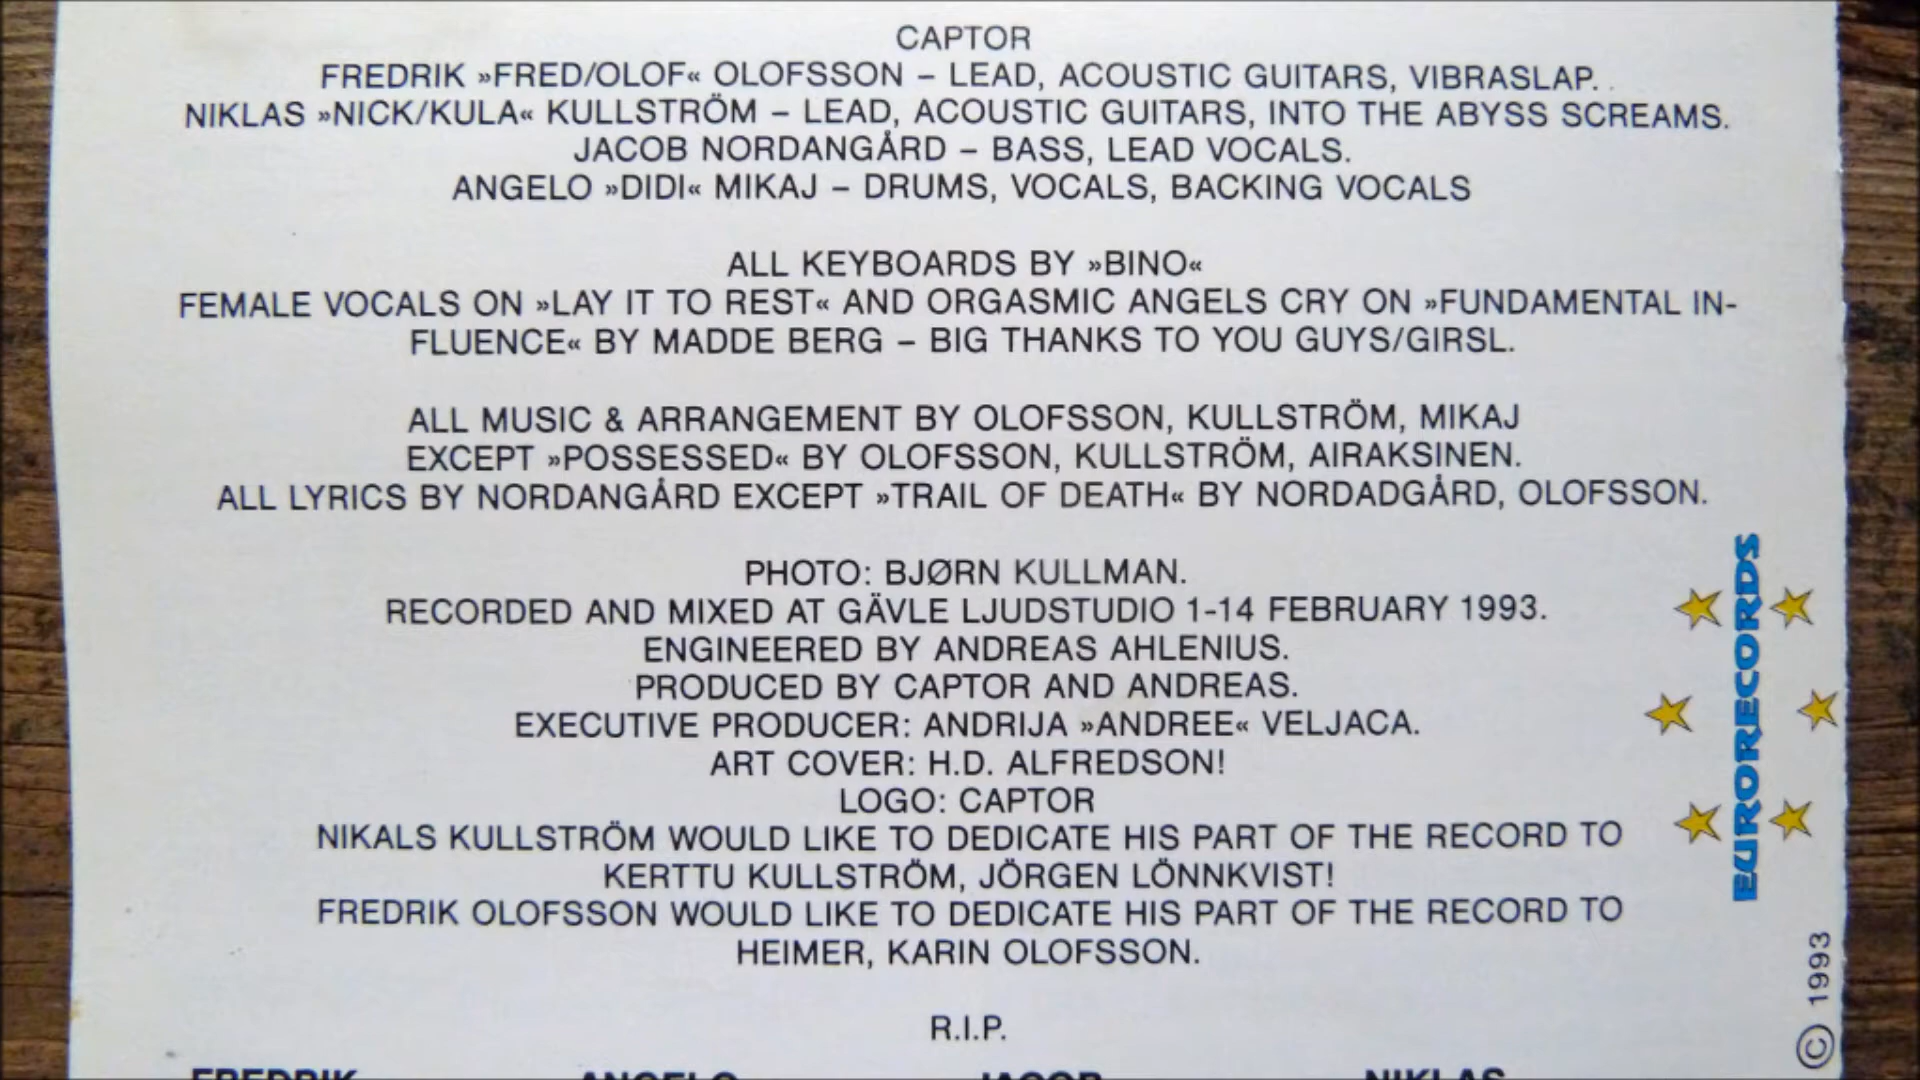 CAPTOR
FREDRIK »FRED/OLOF« OLOFSSON – LEAD, ACOUSTIC GUITARS, VIBRASLAP.
NIKLAS »NICK/KULA« KULLSTRÖM – LEAD, ACOUSTIC GUITARS, INTO THE ABYSS SCREAMS.
JACOB NORDANGÅRD – BASS, LEAD VOCALS.
ANGELO »DIDI« MIKAJ – DRUMS, VOCALS, BACKING VOCALS
ALL KEYBOARDS BY »BINO«
FEMALE VOCALS ON »LAY IT TO REST« AND ORGASMIC ANGELS CRY ON »FUNDAMENTAL IN-
FLUENCE« BY MADDE BERG – BIG THANKS TO YOU GUYS/GIRSL.
ALL MUSIC & ARRANGEMENT BY OLOFSSON, KULLSTRÖM, MIKAJ
EXCEPT »POSSESSED« BY OLOFSSON, KULLSTRÖM, AIRAKSINEN.
ALL LYRICS BY NORDANGÅRD EXCEPT »TRAIL OF DEATH« BY NORDADGÅRD, OLOFSSON.
PHOTO: BJØRN KULLMAN.
RECORDED AND MIXED AT GÄVLE LJUDSTUDIO 1-14 FEBRUARY 1993.
ENGINEERED BY ANDREAS AHLENIUS.
PRODUCED BY CAPTOR AND ANDREAS.
EXECUTIVE PRODUCER: ANDRIJA »ANDREE« VELJACA.
ART COVER: H.D. ALFREDSON!
LOGO: CAPTOR
NIKALS KULLSTRÖM WOULD LIKE TO DEDICATE HIS PART OF THE RECORD TO
KERTTU KULLSTRÖM, JÖRGEN LÖNNKVIST!
FREDRIK OLOFSSON WOULD LIKE TO DEDICATE HIS PART OF THE RECORD TO
HEIMER, KARIN OLOFSSON.
R.I.P.
FREDRIK ANGELO JACOB NIKLAS
EURORECORDS
© 1993